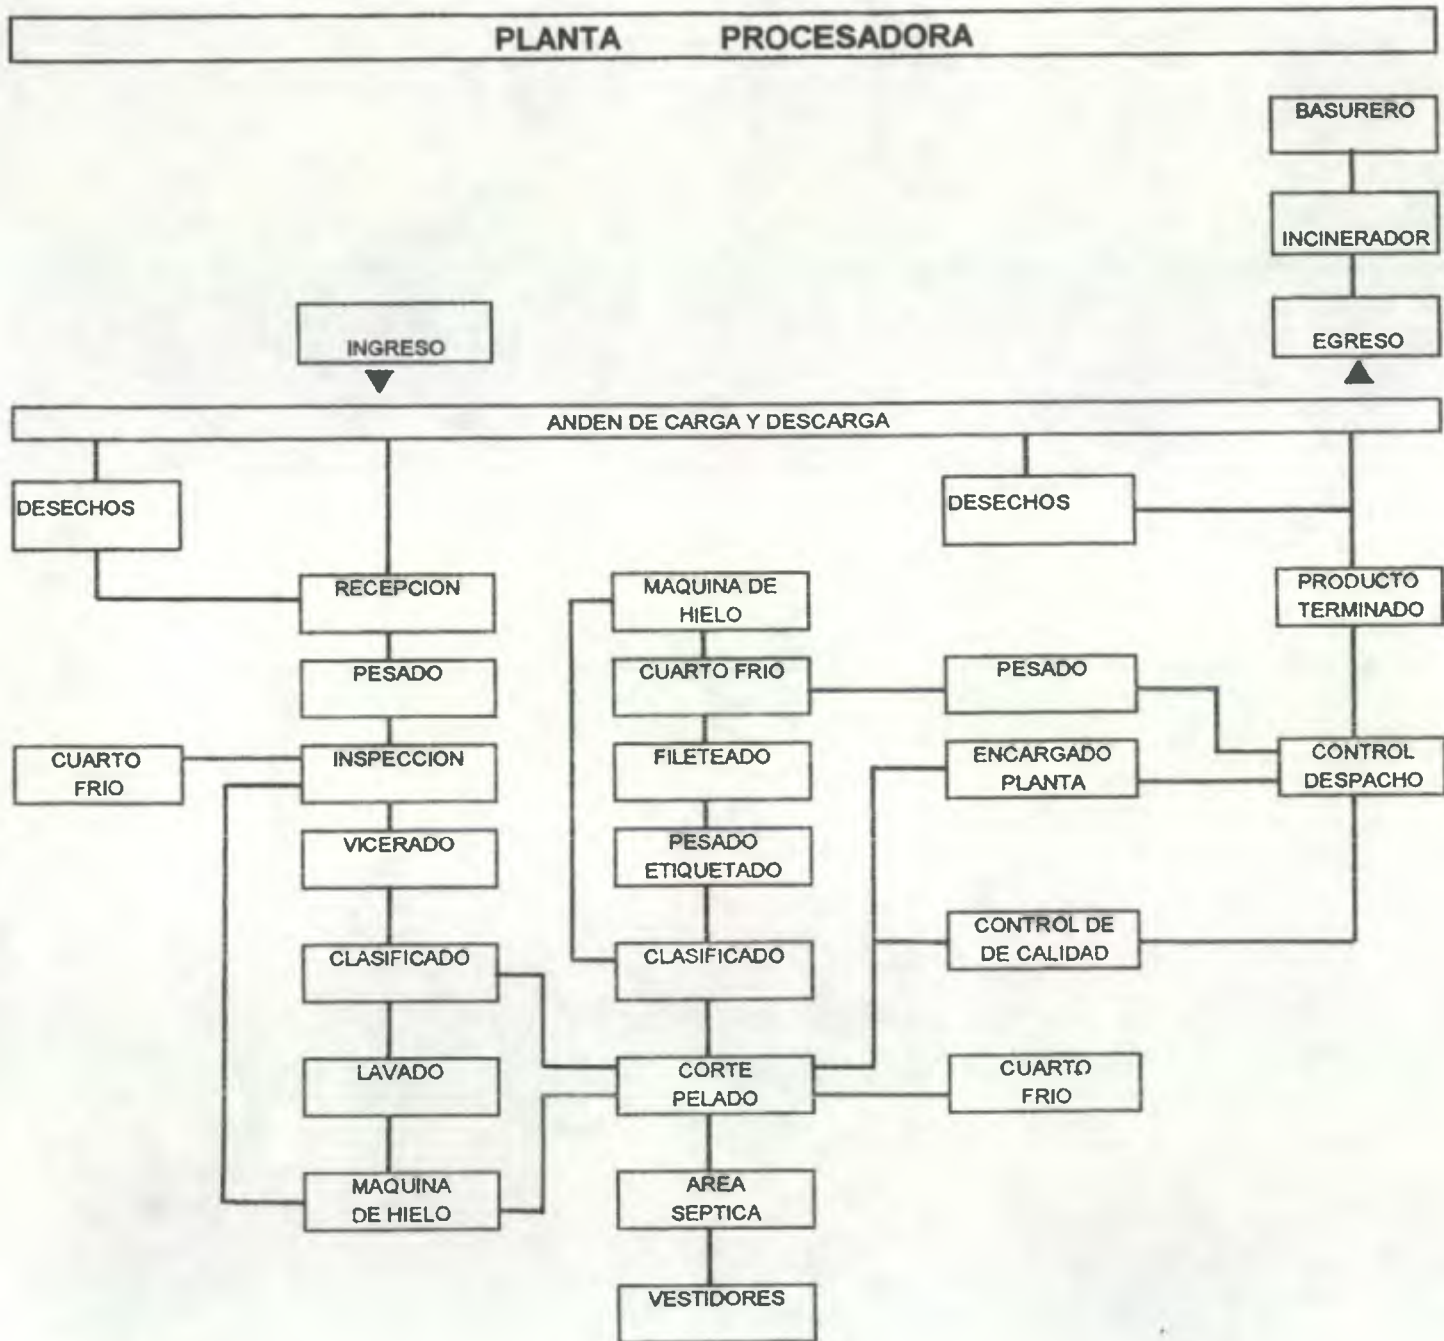 PLANTA PROCESADORA
BASURERO
INCINERADOR
INGRESO
EGRESO
ANDEN DE CARGA Y DESCARGA
DESECHOS
DESECHOS
RECEPCION
MAQUINA DE
HIELO
PRODUCTO
TERMINADO
PESADO
CUARTO FRIO
PESADO
CUARTO
FRIO
INSPECCION
FILETEADO
ENCARGADO
PLANTA
CONTROL
DESPACHO
VICERADO
PESADO
ETIQUETADO
CLASIFICADO
CLASIFICADO
CONTROL DE
DE CALIDAD
LAVADO
CORTE
PELADO
CUARTO
FRIO
MAQUINA
DE HIELO
AREA
SEPTICA
VESTIDORES